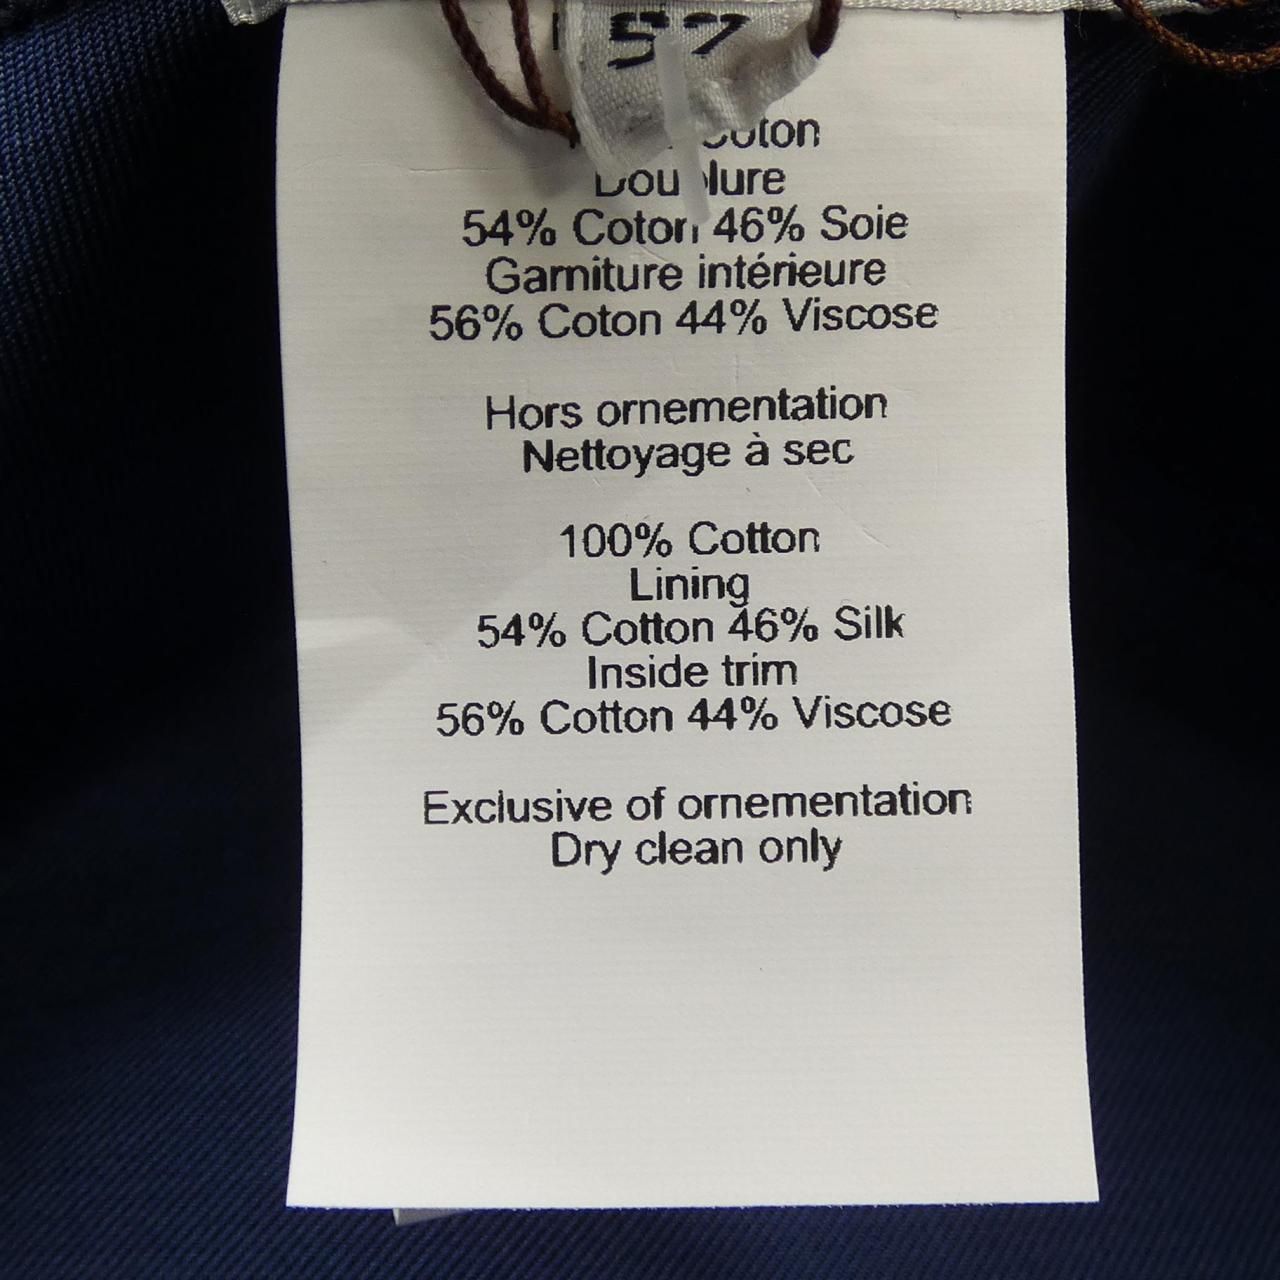 57
Doublure
54% Coton 46% Soie
Garniture intérieure
56% Coton 44% Viscose
Hors ornementation
Nettoyage à sec
100% Cotton
Lining
54% Cotton 46% Silk
Inside trim
56% Cotton 44% Viscose
Exclusive of ornementation
Dry clean only